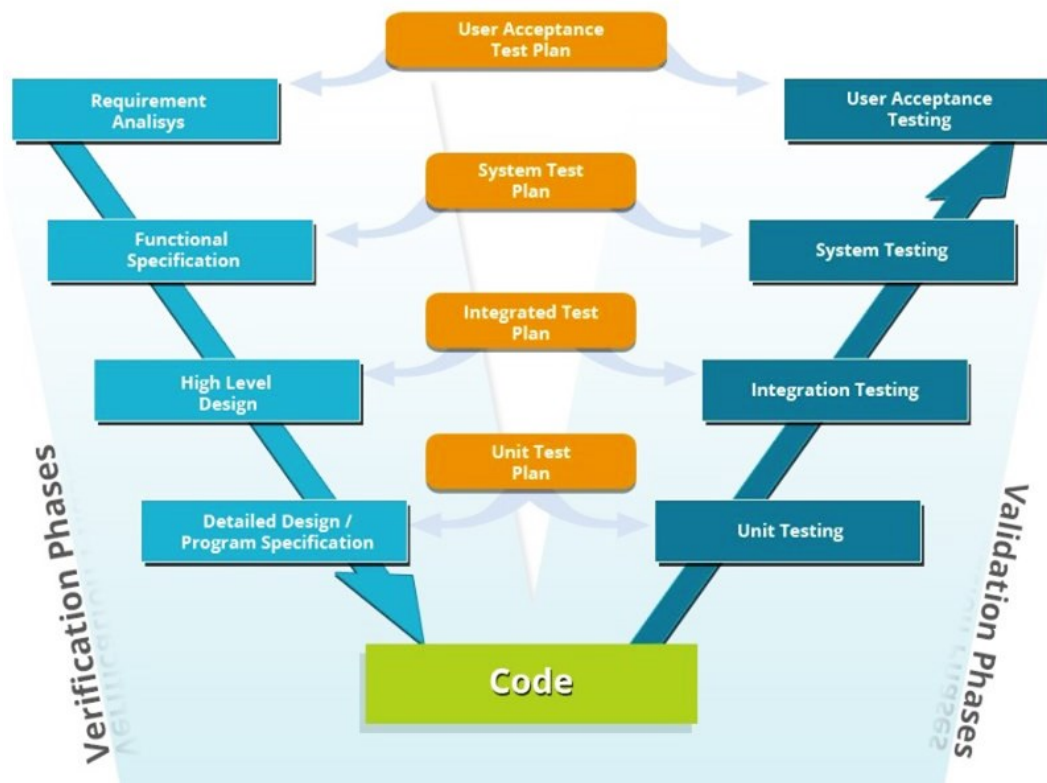 User Acceptance
Test Plan
Requirement
Analisys
User Acceptance
Testing
System Test
Plan
Functional
Specification
System Testing
Integrated Test
Plan
High Level
Design
Integration Testing
Unit Test
Plan
Detailed Design /
Program Specification
Unit Testing
Code
Verification Phases
Validation Phases